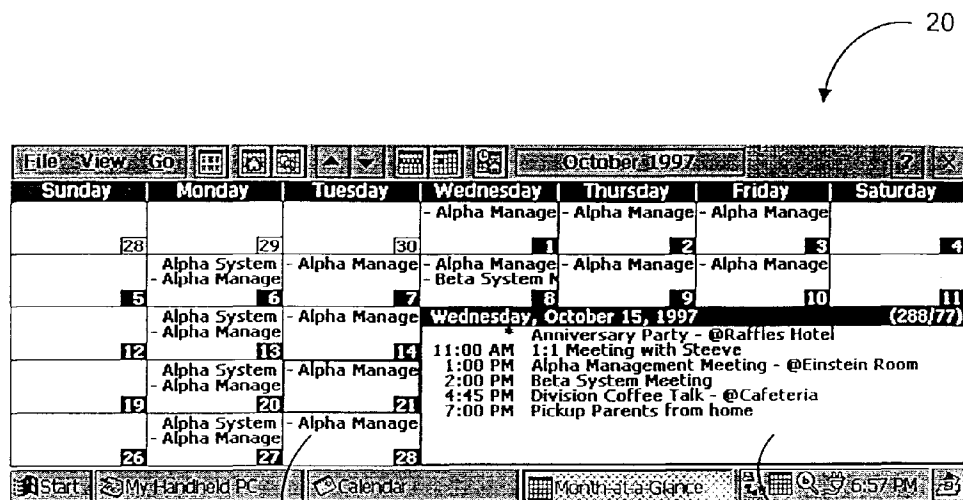 20
File View Go October 1997 ?
Sunday Monday Tuesday Wednesday Thursday Friday Saturday
- Alpha Manage - Alpha Manage - Alpha Manage
28 29 30 1 2 3 4
Alpha System - Alpha Manage - Alpha Manage - Alpha Manage - Alpha Manage
- Alpha Manage - Beta System M
5 6 7 8 9 10 11
Alpha System - Alpha Manage Wednesday, October 15, 1997 (288/77)
- Alpha Manage * Anniversary Party - @Raffles Hotel
12 13 14 11:00 AM 1:1 Meeting with Steeve
Alpha System - Alpha Manage 1:00 PM Alpha Management Meeting - @Einstein Room
- Alpha Manage 2:00 PM Beta System Meeting
19 20 21 4:45 PM Division Coffee Talk - @Cafeteria
Alpha System - Alpha Manage 7:00 PM Pickup Parents from home
- Alpha Manage
26 27 28
Start My Handheld PC Calendar Month-at-a-Glance 6:57 PM